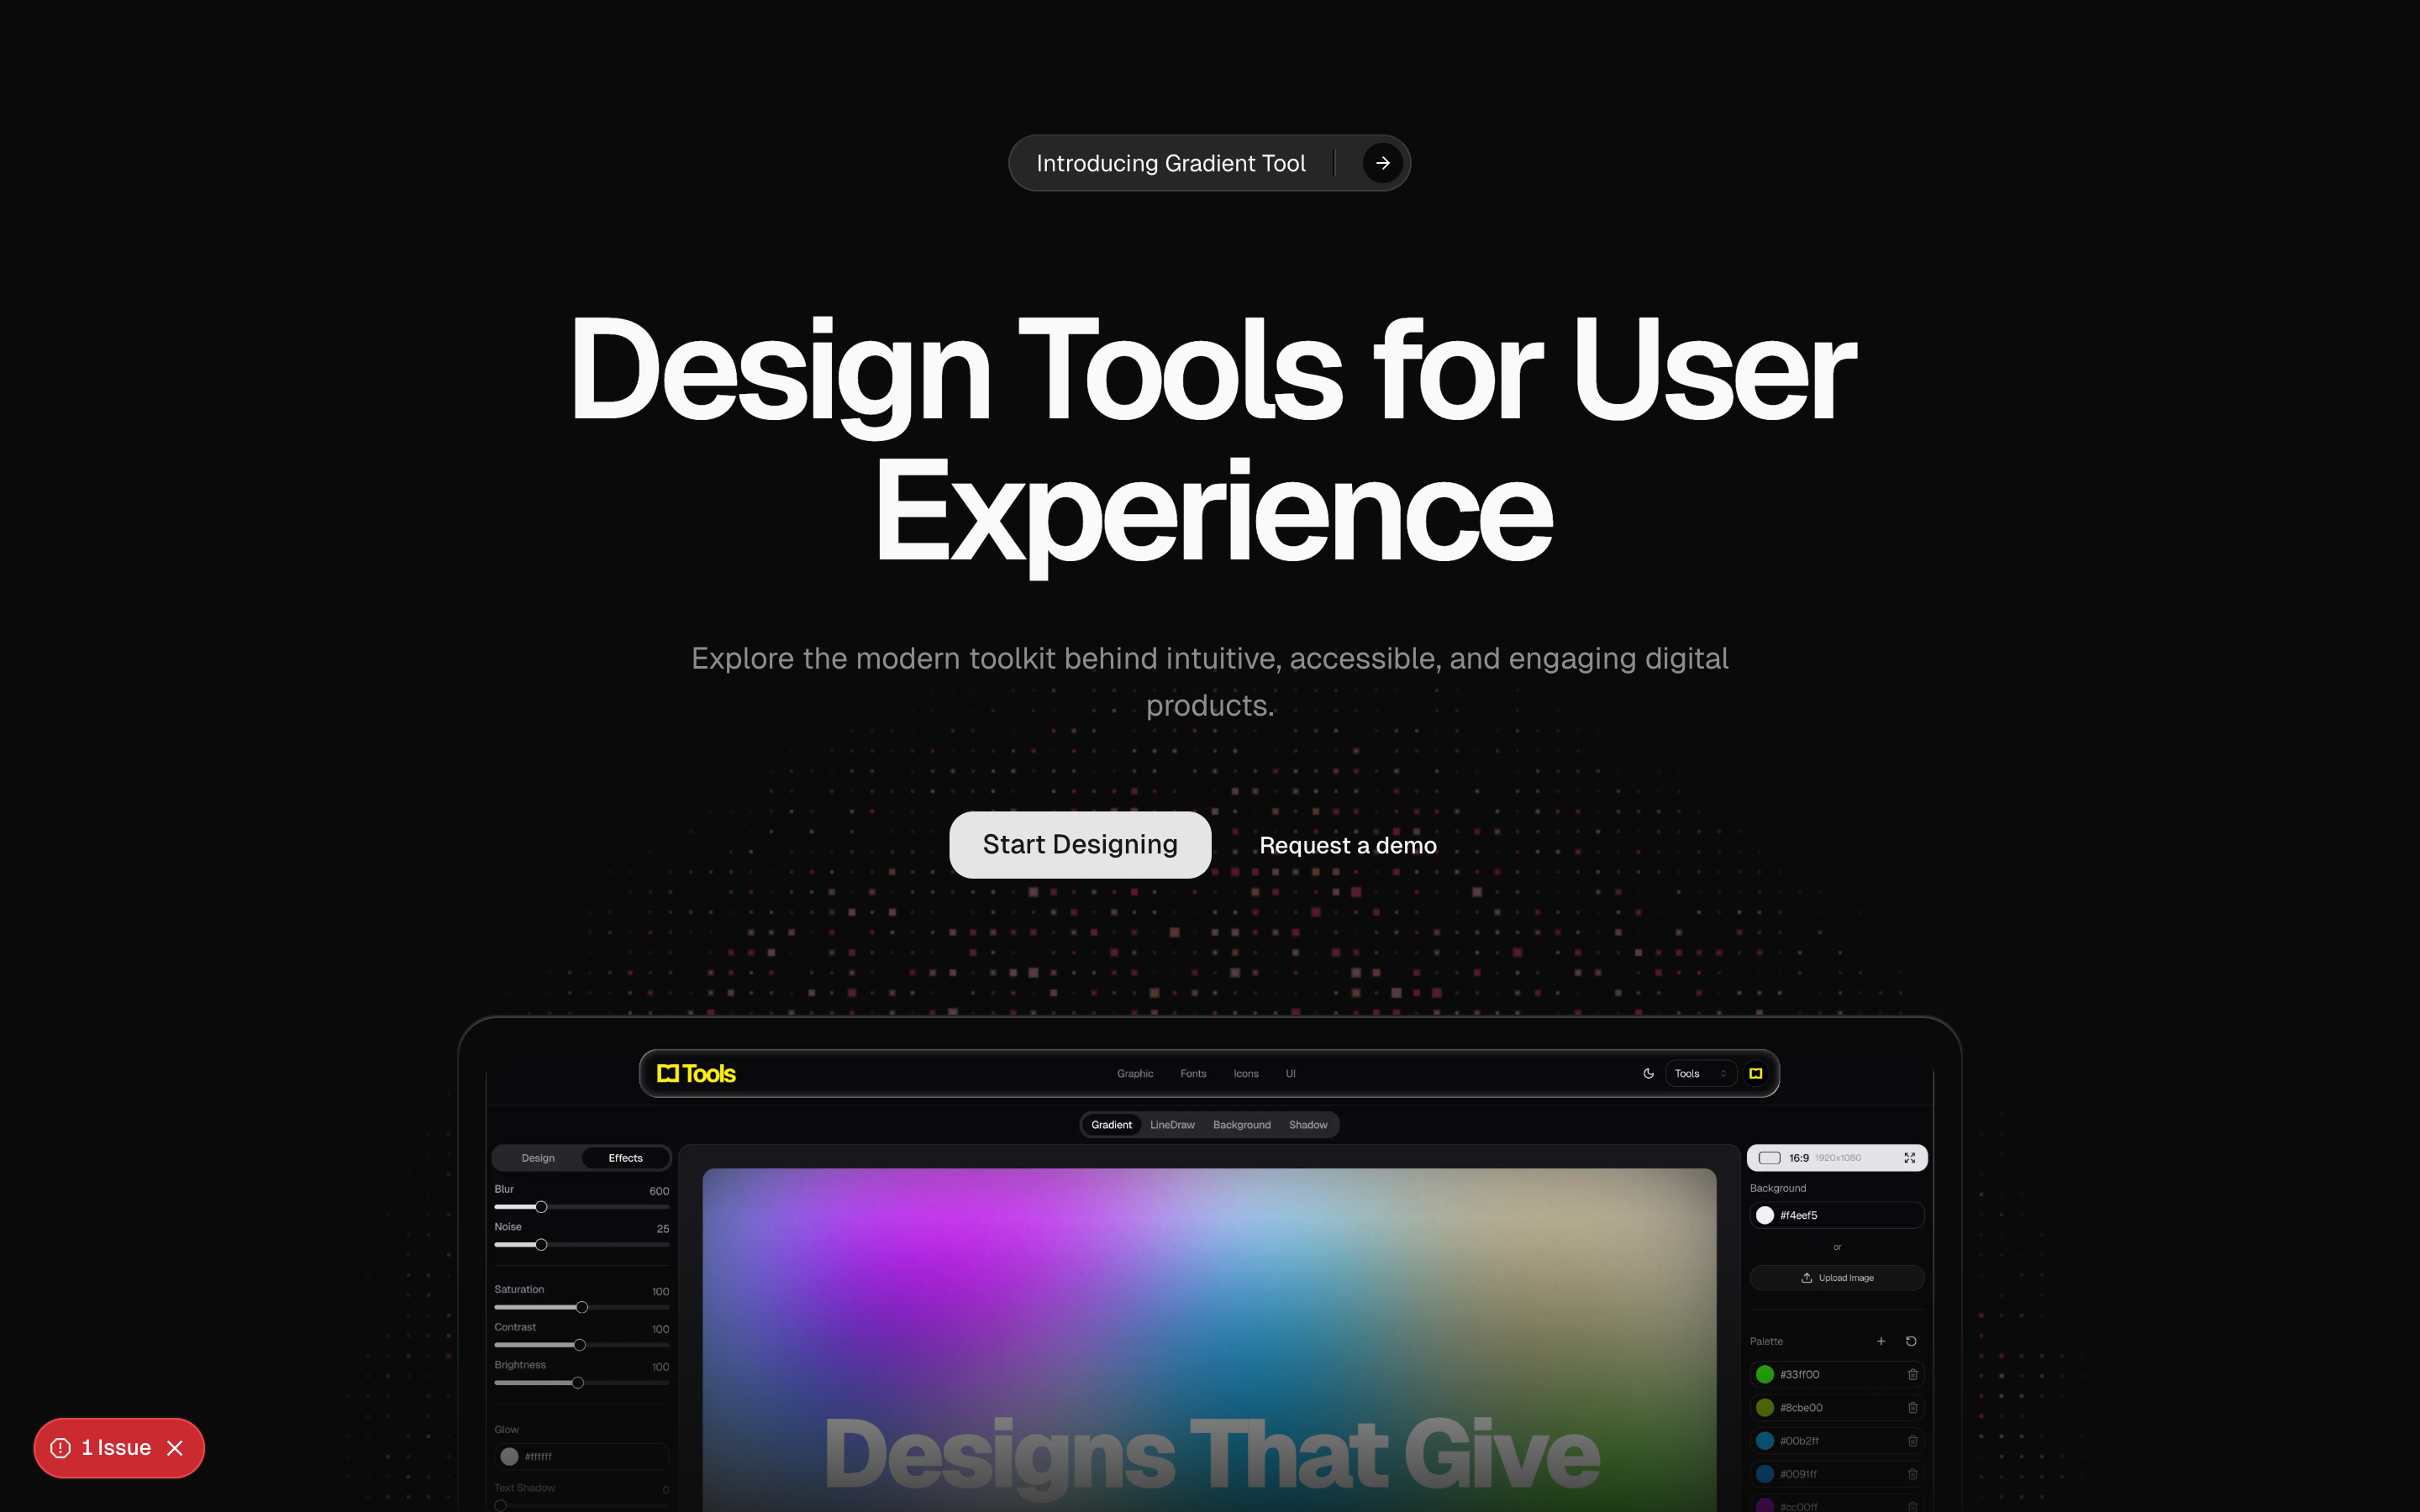 Introducing Gradient Tool
Design Tools for User
Experience
Explore the modern toolkit behind intuitive, accessible, and engaging digital
products.
Start Designing
Request a demo
Tools
Graphic Fonts Icons UI
Tools
Gradient LineDraw Background Shadow
Design Effects
Blur 600
Noise 25
Saturation 100
Contrast 100
Brightness 100
Glow
#ffffff
Text Shadow 0
Designs That Give
16:9 1920x1080
Background
#f4eef5
or
Upload Image
Palette
#33ff00
#8cbe00
#00b2ff
#0091ff
#cc00ff
1 Issue